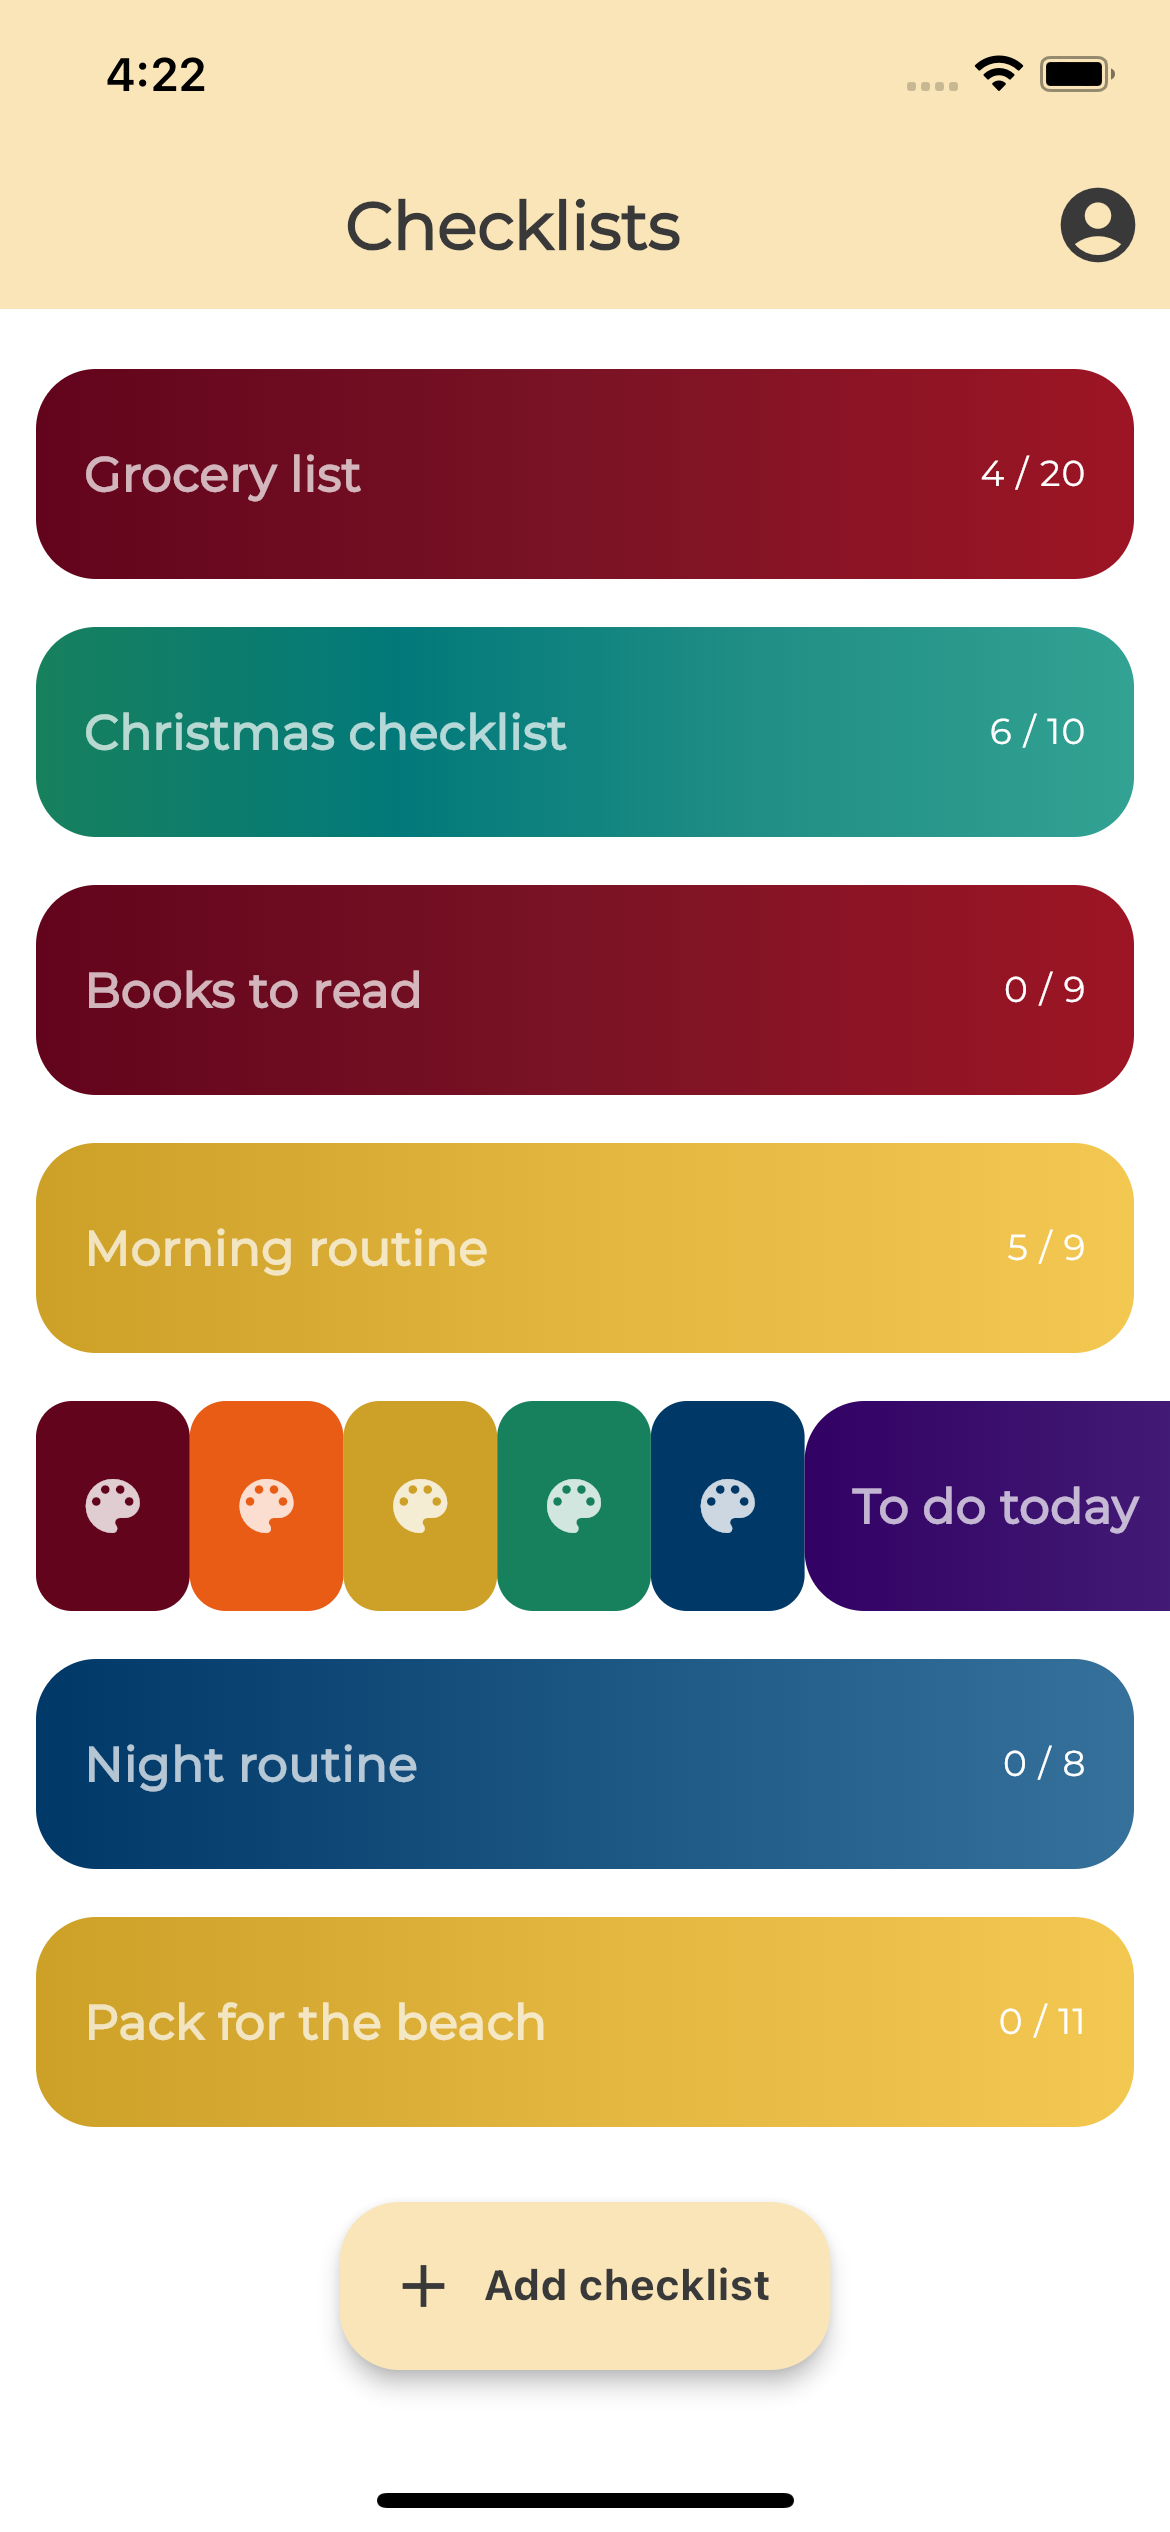 4:22
Checklists
Grocery list 4 / 20
Christmas checklist 6 / 10
Books to read 0 / 9
Morning routine 5 / 9
To do today
Night routine 0 / 8
Pack for the beach 0 / 11
+ Add checklist